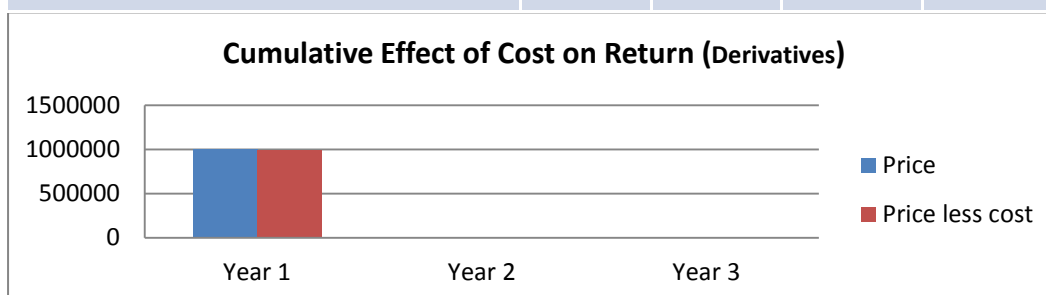 Cumulative Effect of Cost on Return (Derivatives)
1500000
1000000
500000
0
Year 1 Year 2 Year 3
Price
Price less cost